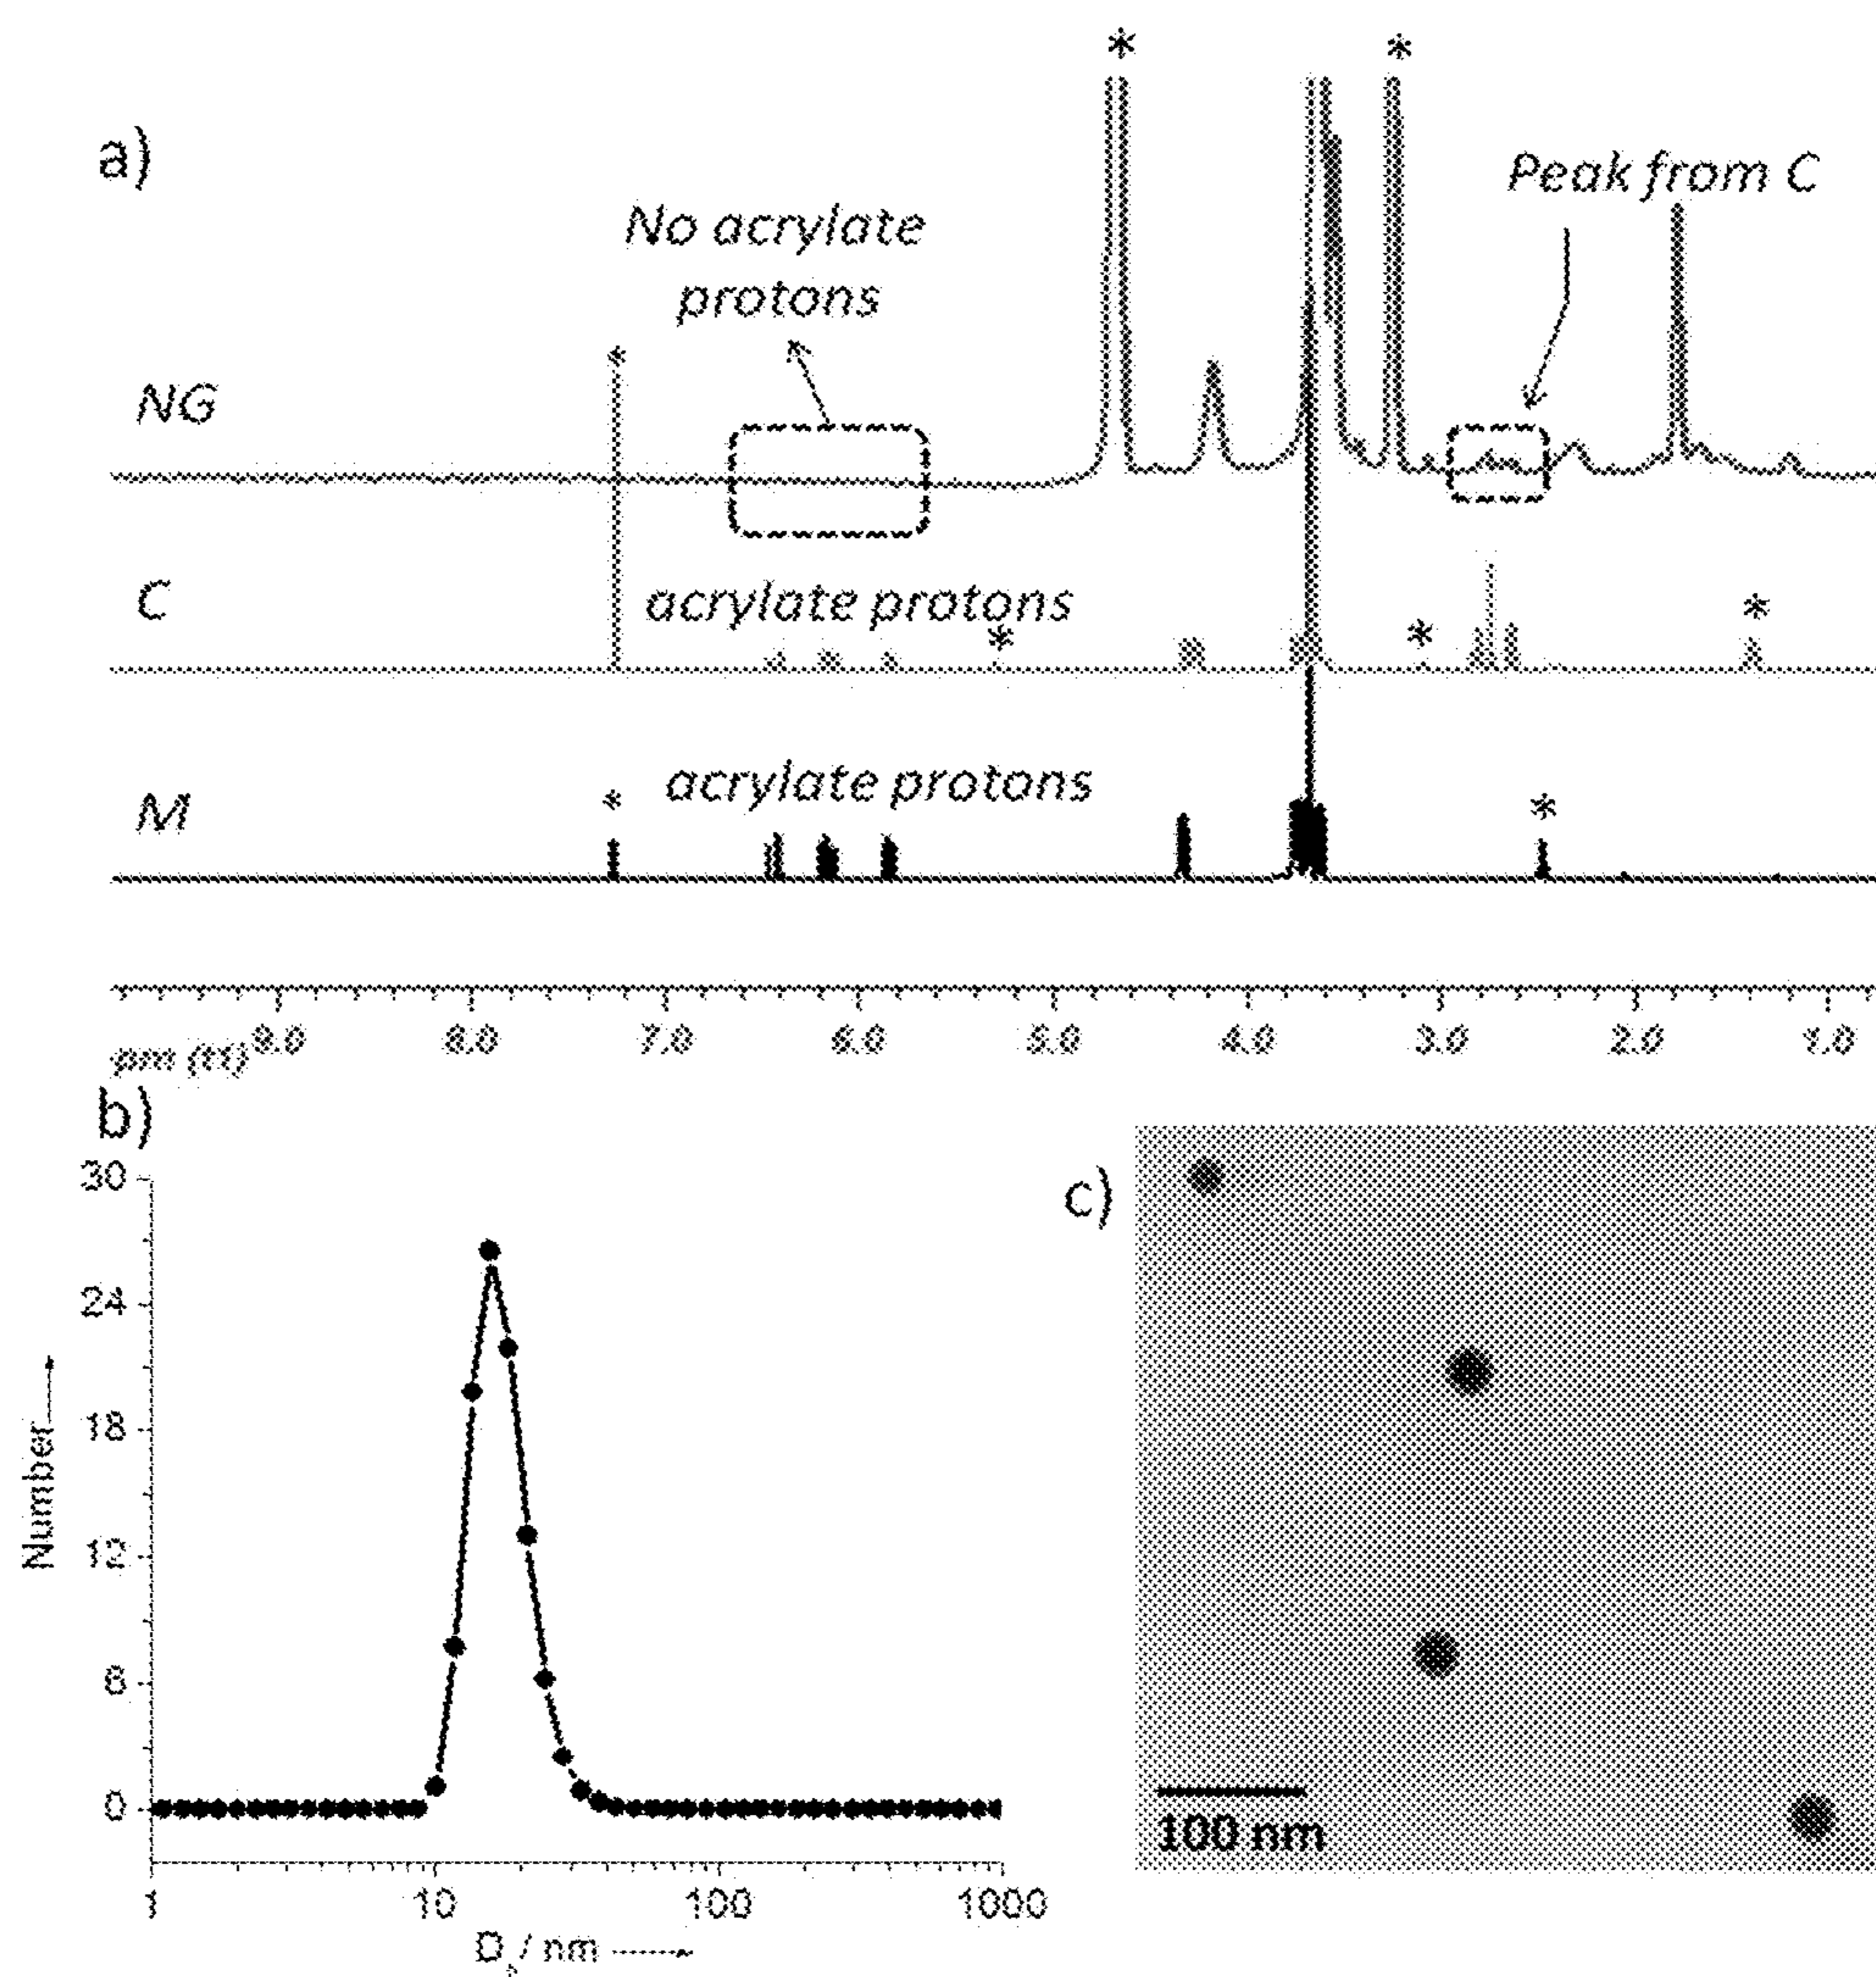 *
*
a)
Peak from C
No acrylate
protons
*
NG
C
acrylate protons
*
*
*
M
acrylate protons
*
*
9.0
8.0
7.0
6.0
5.0
4.0
3.0
2.0
1.0
b)
30
24
18
12
6
0
Number
1
10
100
1000
D / nm
c)
100 nm